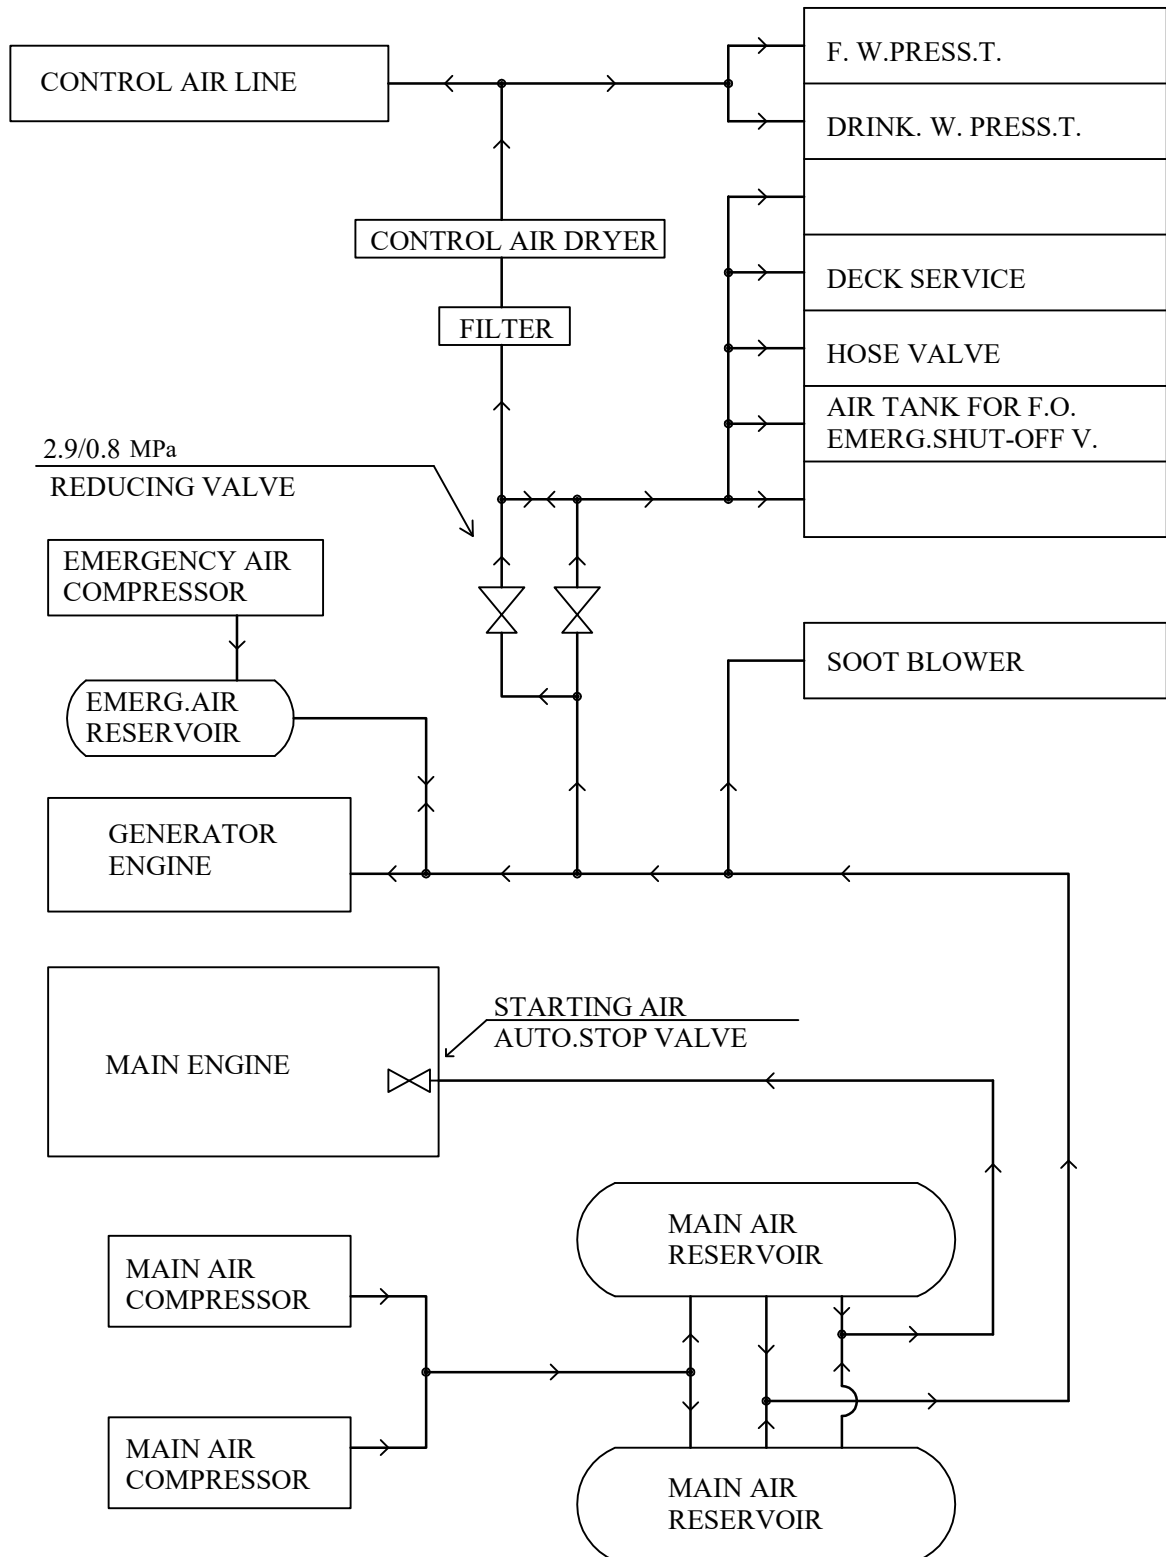 CONTROL AIR LINE
F. W.PRESS.T.
DRINK. W. PRESS.T.
CONTROL AIR DRYER
FILTER
DECK SERVICE
HOSE VALVE
AIR TANK FOR F.O.
EMERG.SHUT-OFF V.
2.9/0.8 MPa
REDUCING VALVE
EMERGENCY AIR
COMPRESSOR
EMERG.AIR
RESERVOIR
SOOT BLOWER
GENERATOR
ENGINE
STARTING AIR
AUTO.STOP VALVE
MAIN ENGINE
MAIN AIR
RESERVOIR
MAIN AIR
COMPRESSOR
MAIN AIR
COMPRESSOR
MAIN AIR
RESERVOIR